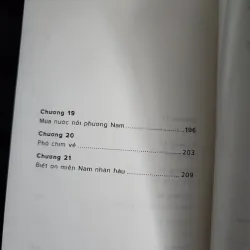 Chương 19
Mùa nước nổi phương Nam 196
Chương 20
Phố chim về 203
Chương 21
Biết ơn miền Nam nhân hậu 209